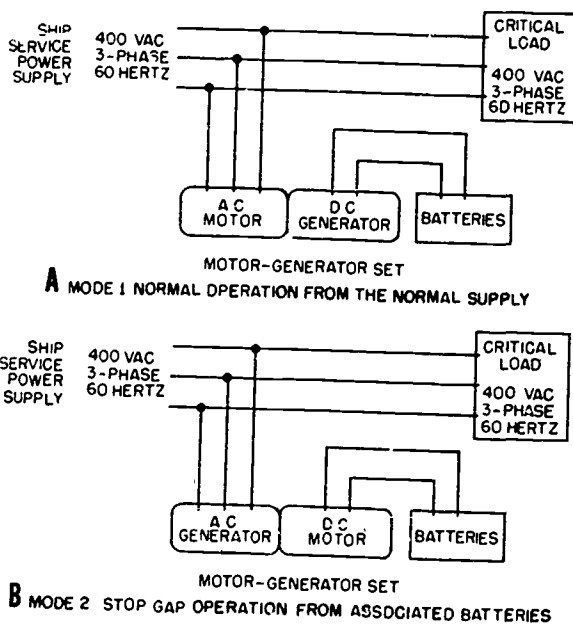 SHIP
SERVICE
POWER
SUPPLY
400 VAC
3-PHASE
60 HERTZ
CRITICAL
LOAD
400 VAC
3-PHASE
60 HERTZ
AC
MOTOR
DC
GENERATOR
BATTERIES
MOTOR-GENERATOR SET
A MODE 1 NORMAL OPERATION FROM THE NORMAL SUPPLY
SHIP
SERVICE
POWER
SUPPLY
400 VAC
3-PHASE
60 HERTZ
CRITICAL
LOAD
400 VAC
3-PHASE
60 HERTZ
AC
GENERATOR
DC
MOTOR
BATTERIES
MOTOR-GENERATOR SET
B MODE 2 STOP GAP OPERATION FROM ASSOCIATED BATTERIES